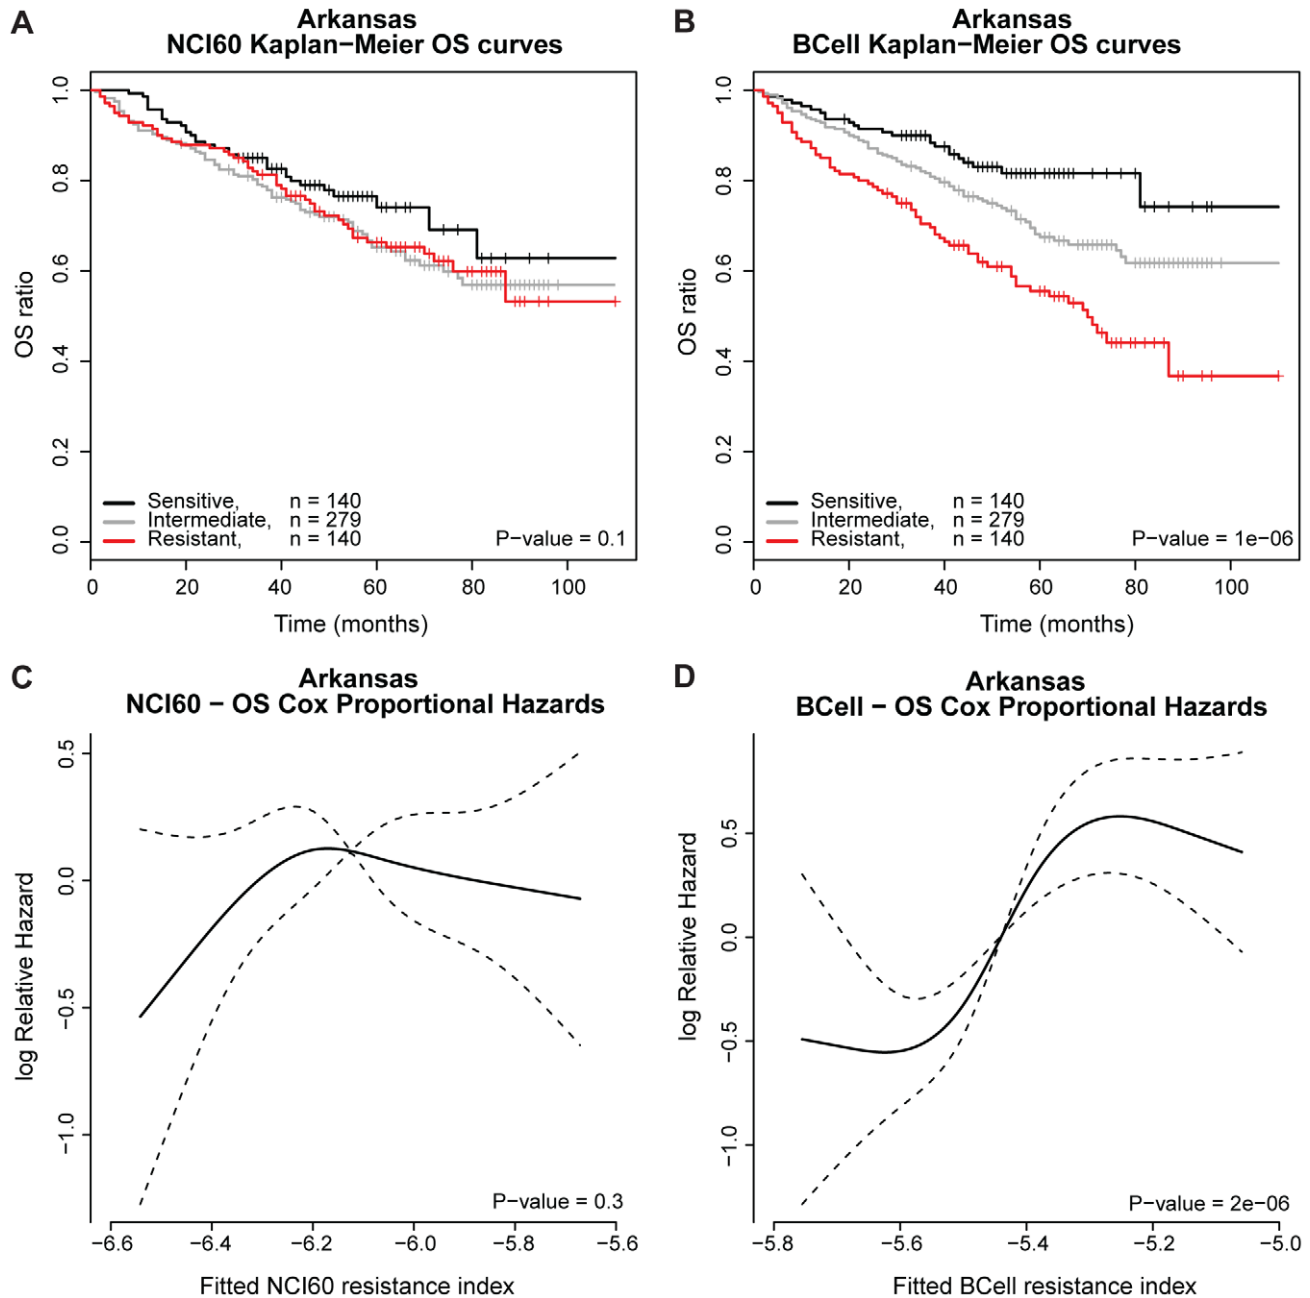 A
Arkansas
NCI60 Kaplan−Meier OS curves
OS ratio
1.0
0.8
0.6
0.4
0.2
0.0
Sensitive, n = 140
Intermediate, n = 279
Resistant, n = 140
P−value = 0.1
0 20 40 60 80 100
Time (months)
B
Arkansas
BCell Kaplan−Meier OS curves
OS ratio
1.0
0.8
0.6
0.4
0.2
0.0
Sensitive, n = 140
Intermediate, n = 279
Resistant, n = 140
P−value = 1e−06
0 20 40 60 80 100
Time (months)
C
Arkansas
NCI60 − OS Cox Proportional Hazards
log Relative Hazard
0.5
0.0
−0.5
−1.0
P−value = 0.3
−6.6 −6.4 −6.2 −6.0 −5.8 −5.6
Fitted NCI60 resistance index
D
Arkansas
BCell − OS Cox Proportional Hazards
log Relative Hazard
0.5
0.0
−0.5
−1.0
P−value = 2e−06
−5.8 −5.6 −5.4 −5.2 −5.0
Fitted BCell resistance index